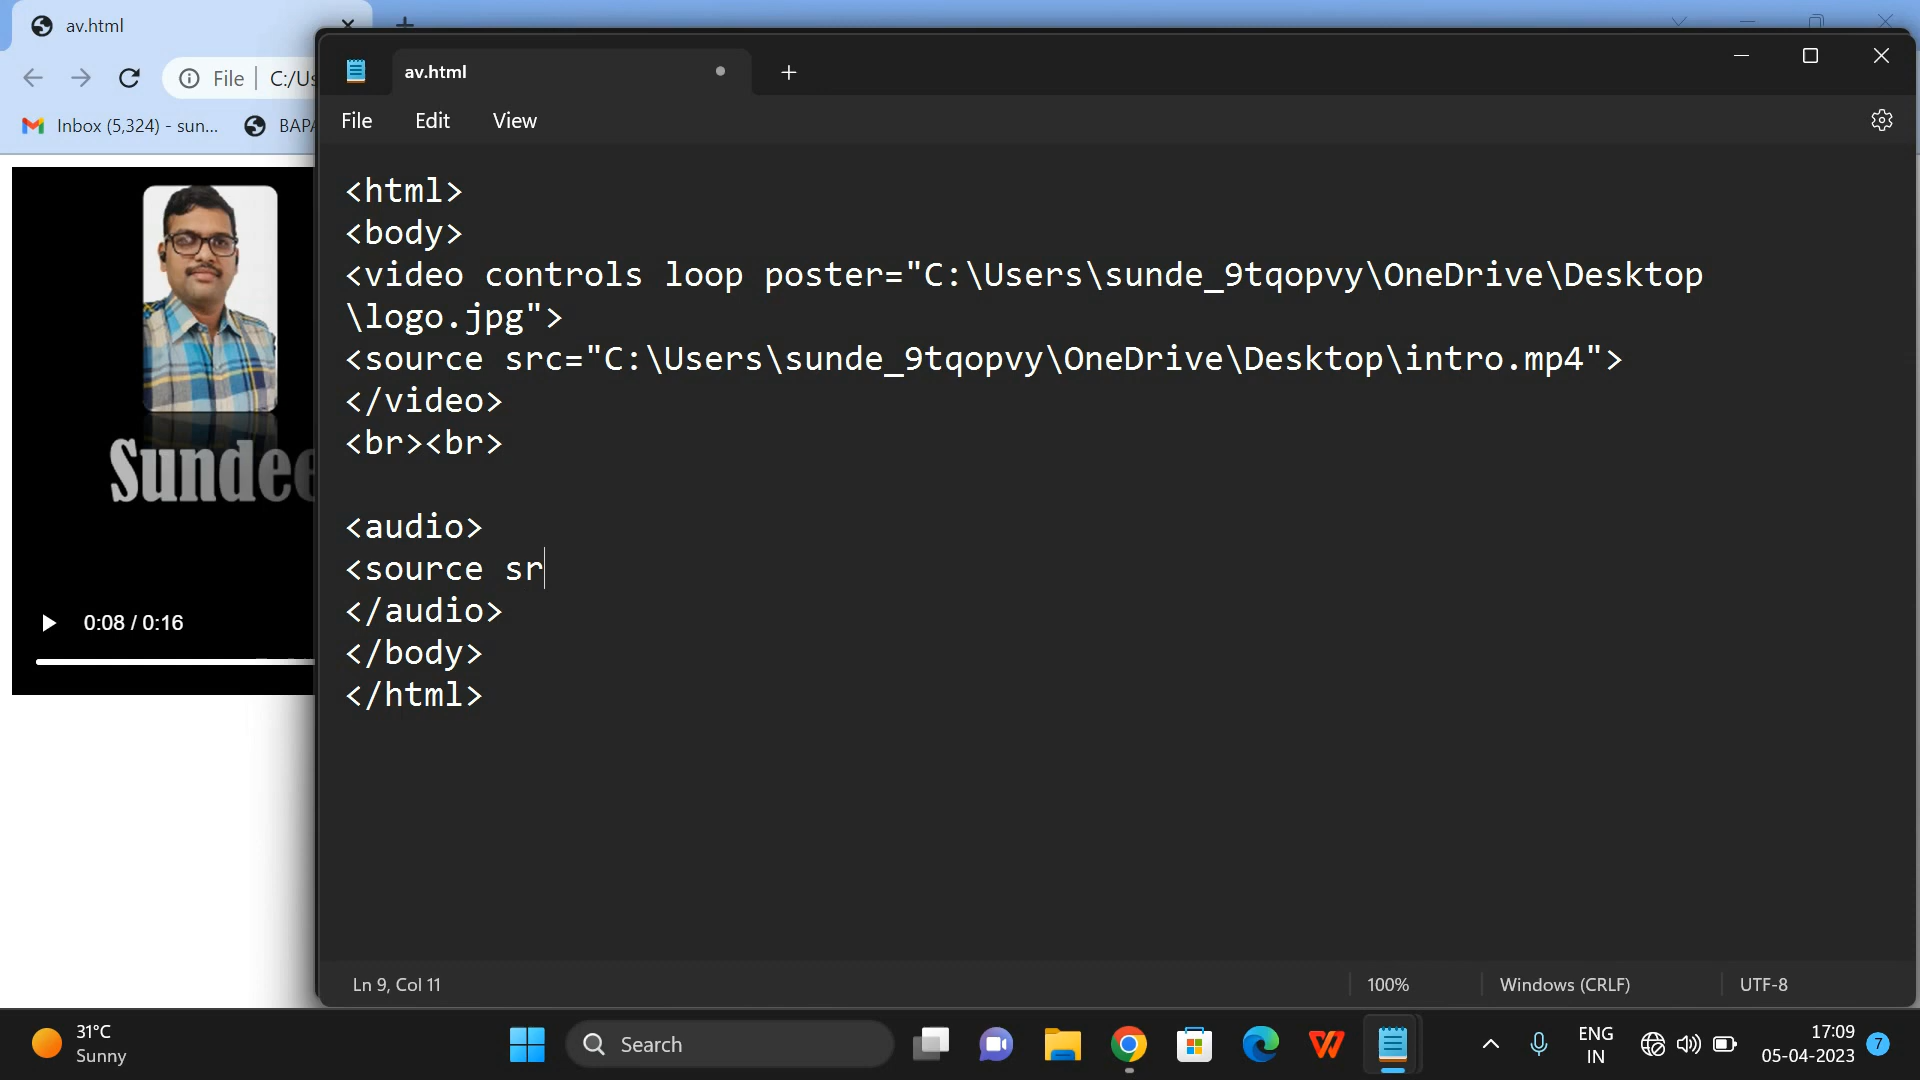 av.html
File C:/Us
Inbox (5,324) - sun...
BAPA
Sundee
0:08 / 0:16
av.html
File Edit View
<html>
<body>
<video controls loop poster="C:\Users\sunde_9tqopvy\OneDrive\Desktop
\logo.jpg">
<source src="C:\Users\sunde_9tqopvy\OneDrive\Desktop\intro.mp4">
</video>
<br><br>
<audio>
<source sr
</audio>
</body>
</html>
Ln 9, Col 11
100%
Windows (CRLF)
UTF-8
31°C
Sunny
Search
ENG
IN
17:09
05-04-2023
7